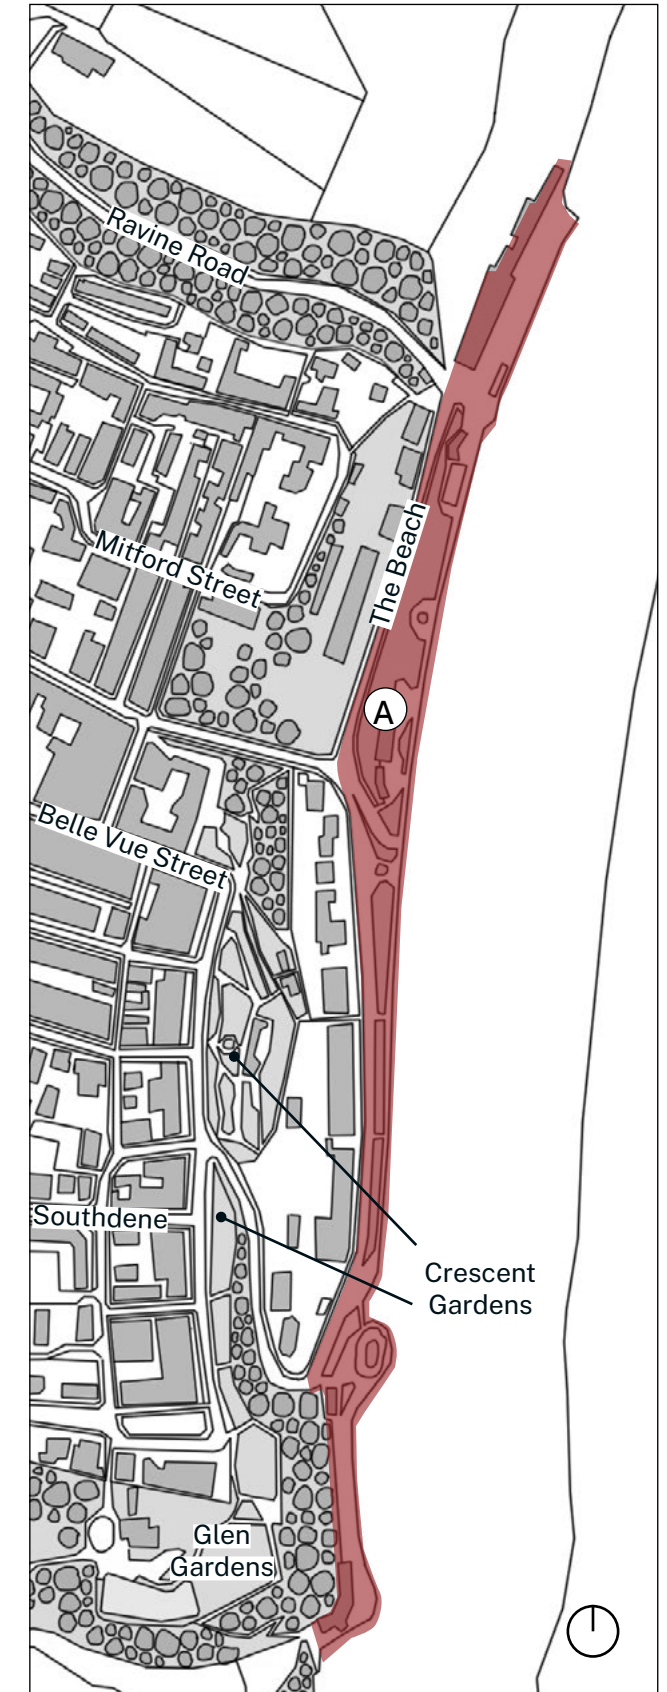 Ravine Road
The Beach
Mitford Street
A
Belle Vue Street
Southdene
Crescent
Gardens
Glen
Gardens